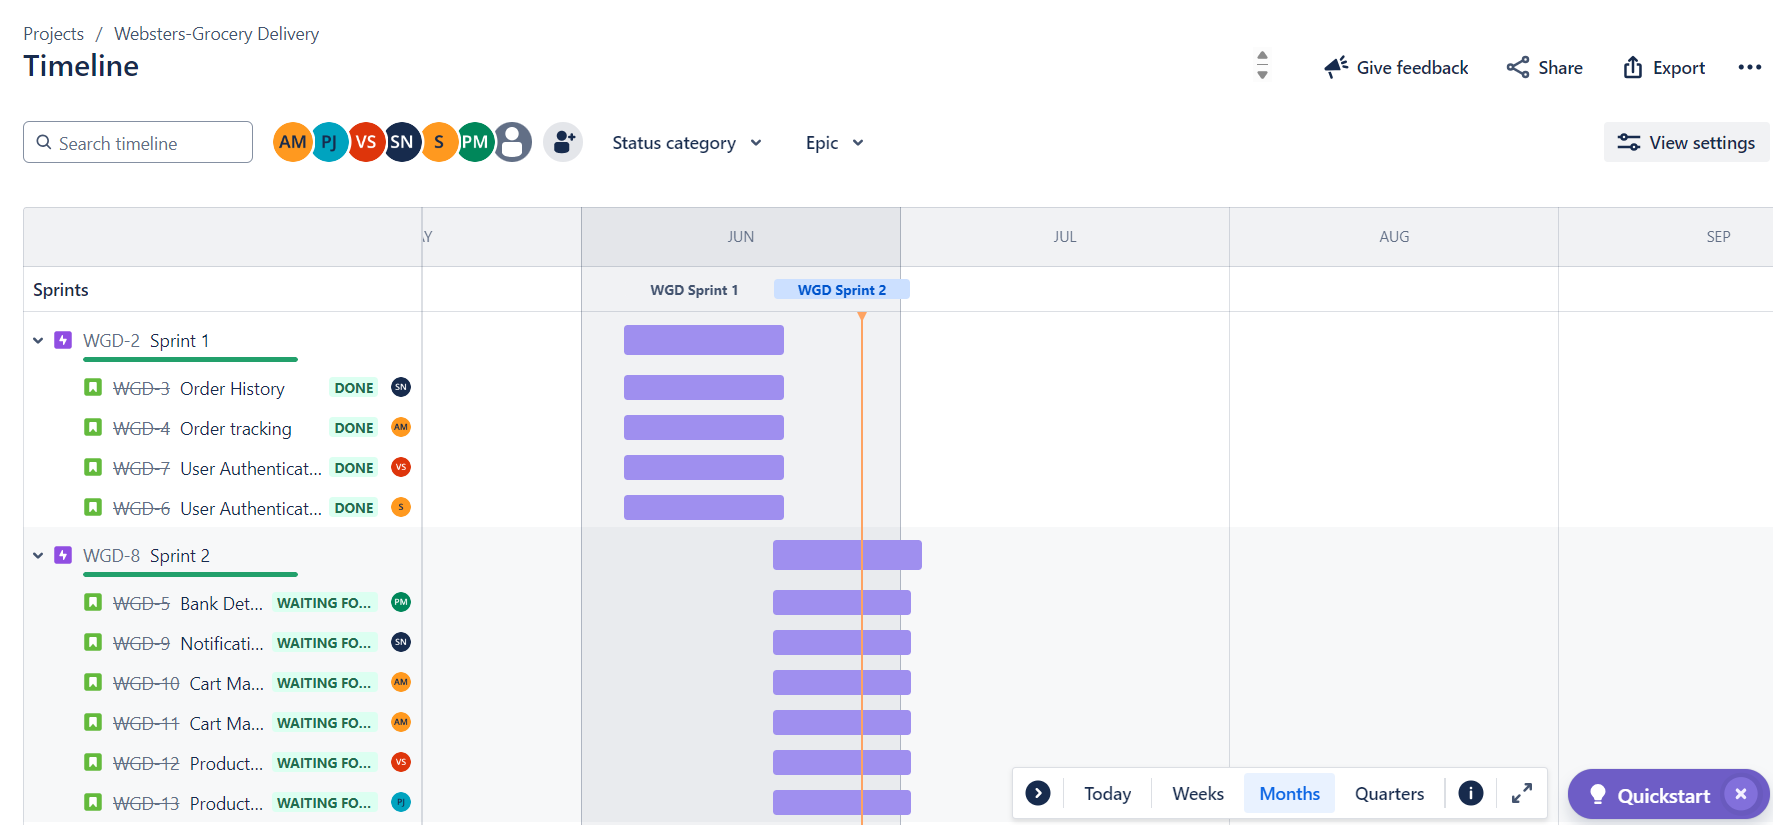 Projects / Websters-Grocery Delivery
Timeline
Give feedback
Share
Export
Search timeline
AM PJ VS SN S PM
Status category
Epic
View settings
AY JUN JUL AUG SEP
Sprints WGD Sprint 1 WGD Sprint 2
WGD-2 Sprint 1
WGD-3 Order History DONE SN
WGD-4 Order tracking DONE AM
WGD-7 User Authenticat... DONE VS
WGD-6 User Authenticat... DONE S
WGD-8 Sprint 2
WGD-5 Bank Det... WAITING FO... PM
WGD-9 Notificati... WAITING FO... SN
WGD-10 Cart Ma... WAITING FO... AM
WGD-11 Cart Ma... WAITING FO... AM
WGD-12 Product... WAITING FO... VS
WGD-13 Product... WAITING FO... PJ
Today Weeks Months Quarters
Quickstart